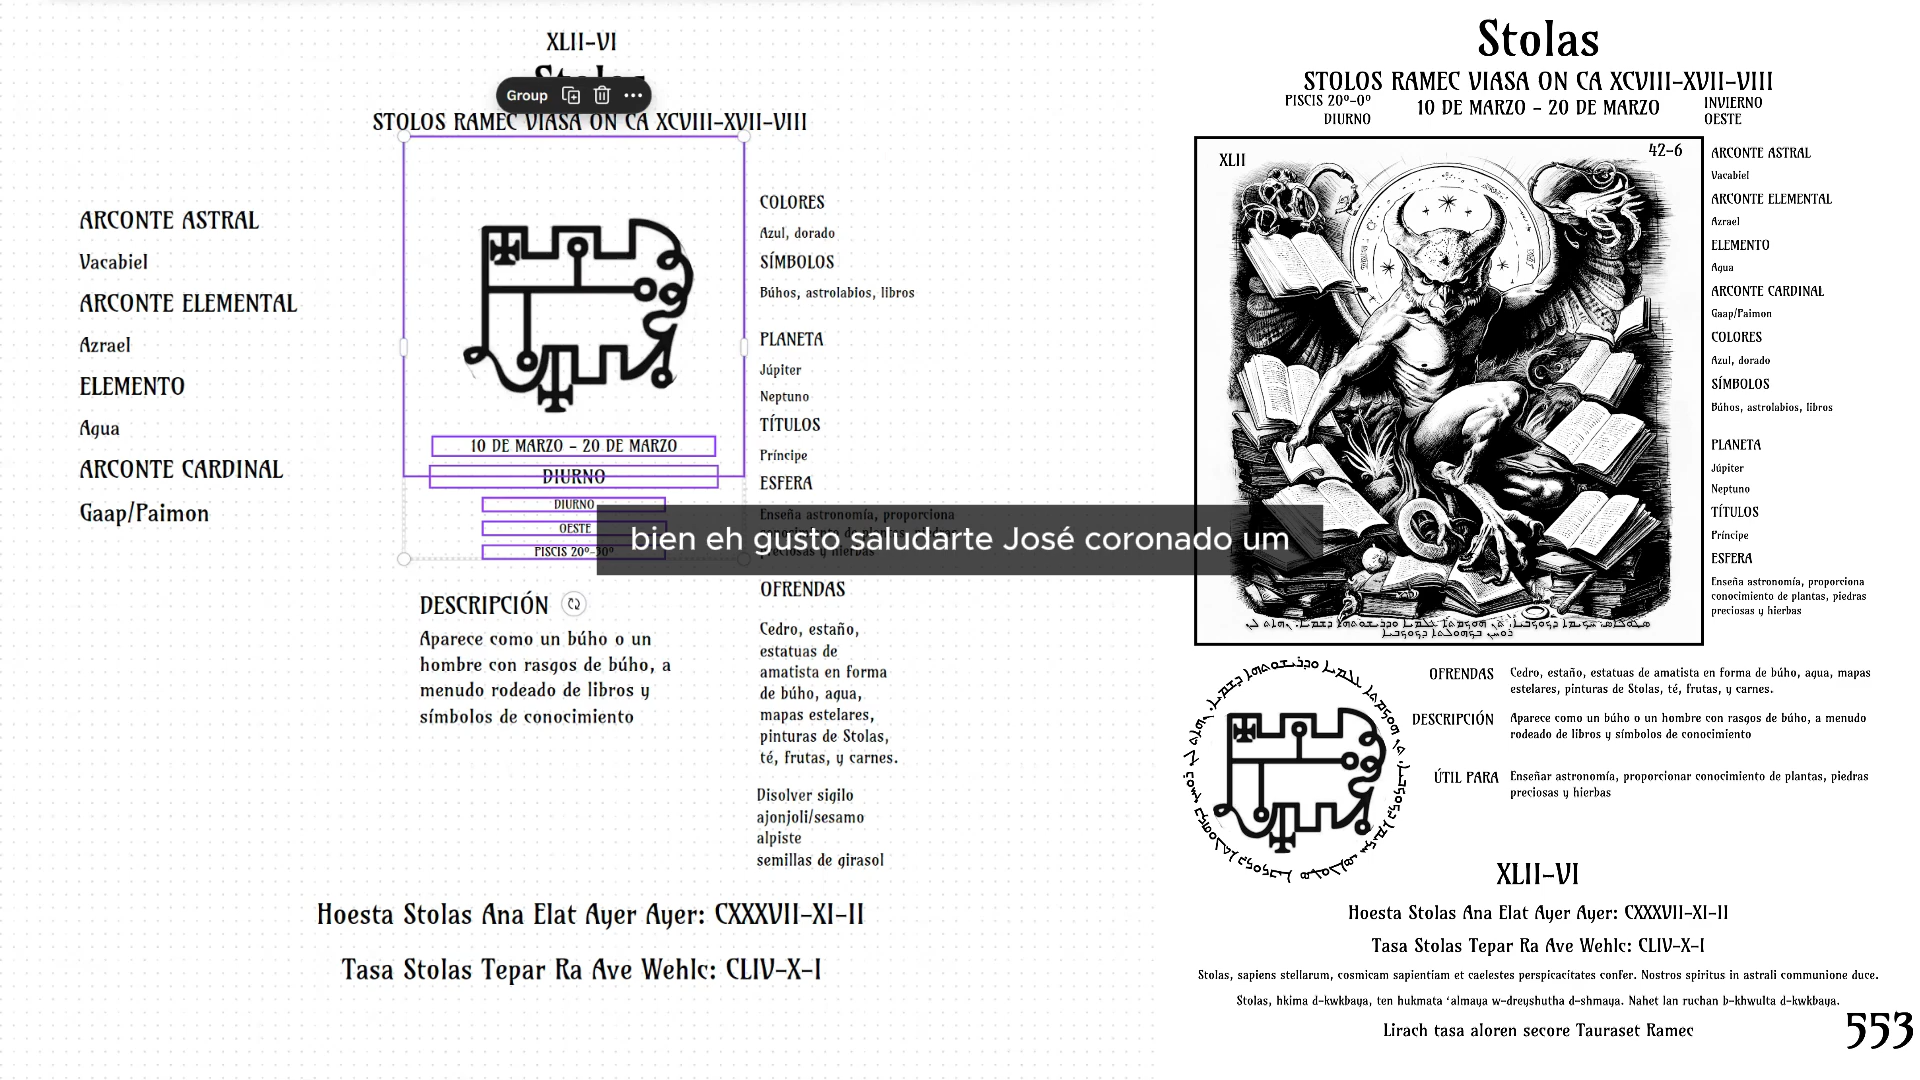 XLII-VI
Group
STOLOS RAMEC VIASA ON CA XCVIII-XVII-VIII
ARCONTE ASTRAL
Vacabiel
ARCONTE ELEMENTAL
Azrael
ELEMENTO
Agua
ARCONTE CARDINAL
Gaap/Paimon
10 DE MARZO - 20 DE MARZO
DIURNO
DIURNO
OESTE
PISCIS 20º-30º
DESCRIPCIÓN
Aparece como un búho o un
hombre con rasgos de búho, a
menudo rodeado de libros y
símbolos de conocimiento
COLORES
Azul, dorado
SÍMBOLOS
Búhos, astrolabios, libros
PLANETA
Júpiter
Neptuno
TÍTULOS
Príncipe
ESFERA
Enseña astronomía, proporciona
conocimiento de plantas, piedras
preciosas y hierbas
bien eh gusto saludarte José coronado um
OFRENDAS
Cedro, estaño,
estatuas de
amatista en forma
de búho, agua,
mapas estelares,
pinturas de Stolas,
té, frutas, y carnes.
Disolver sigilo
ajonjoli/sesamo
alpiste
semillas de girasol
Hoesta Stolas Ana Elat Ayer Ayer: CXXXVII-XI-II
Tasa Stolas Tepar Ra Ave Wehlc: CLIV-X-I
Stolas
STOLOS RAMEC VIASA ON CA XCVIII-XVII-VIII
PISCIS 20º-0º
DIURNO
10 DE MARZO - 20 DE MARZO
INVIERNO
OESTE
XLII
42-6
ARCONTE ASTRAL
Vacabiel
ARCONTE ELEMENTAL
Azrael
ELEMENTO
Agua
ARCONTE CARDINAL
Gaap/Paimon
COLORES
Azul, dorado
SÍMBOLOS
Búhos, astrolabios, libros
PLANETA
Júpiter
Neptuno
TÍTULOS
Príncipe
ESFERA
Enseña astronomía, proporciona
conocimiento de plantas, piedras
preciosas y hierbas
OFRENDAS
Cedro, estaño, estatuas de amatista en forma de búho, agua, mapas
estelares, pinturas de Stolas, té, frutas, y carnes.
DESCRIPCIÓN
Aparece como un búho o un hombre con rasgos de búho, a menudo
rodeado de libros y símbolos de conocimiento
ÚTIL PARA
Enseñar astronomía, proporcionar conocimiento de plantas, piedras
preciosas y hierbas
XLII-VI
Hoesta Stolas Ana Elat Ayer Ayer: CXXXVII-XI-II
Tasa Stolas Tepar Ra Ave Wehlc: CLIV-X-I
Stolas, sapiens stellarum, cosmicam sapientiam et caelestes perspicacitates confer. Nostros spiritus in astrali communione duce.
Stolas, hkima d-kwkbaya, ten hukmata ʻalmaya w-dreyshutha d-shmaya. Nahet lan ruchan b-khwulta d-kwkbaya.
Lirach tasa aloren secore Tauraset Ramec
553